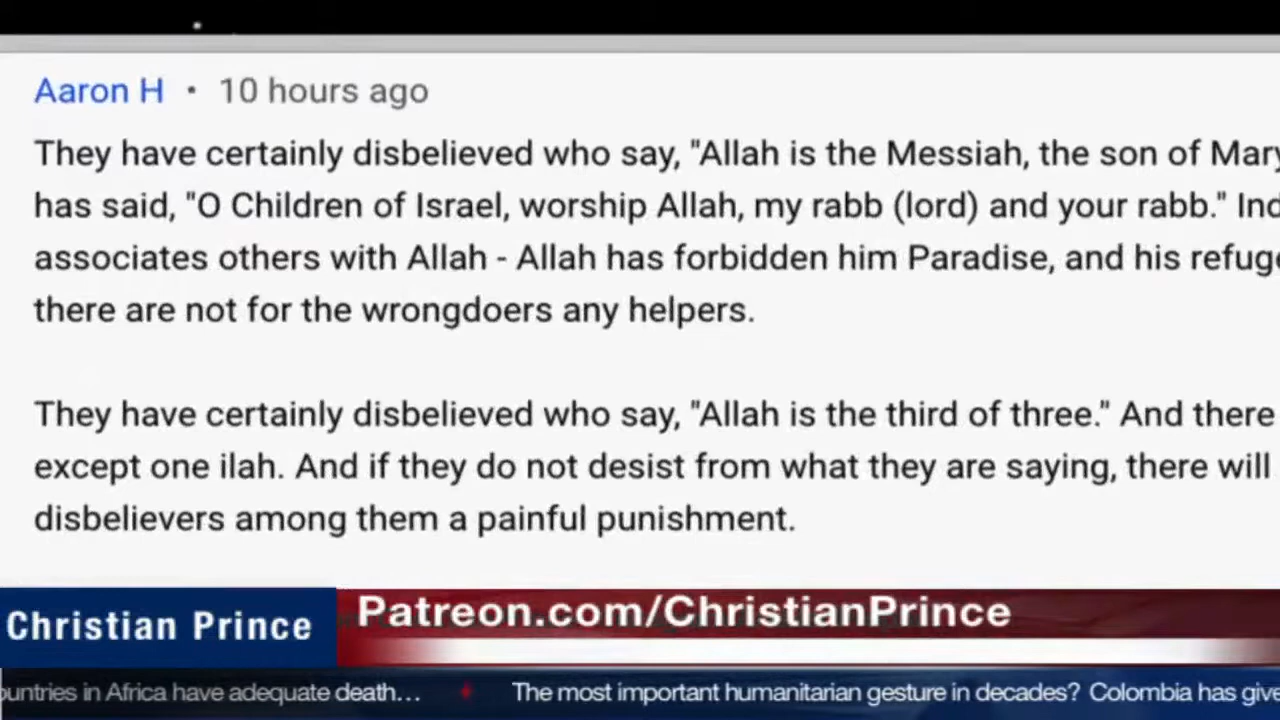 Aaron H • 10 hours ago
They have certainly disbelieved who say, "Allah is the Messiah, the son of Mary
has said, "O Children of Israel, worship Allah, my rabb (lord) and your rabb." Ind
associates others with Allah - Allah has forbidden him Paradise, and his refuge
there are not for the wrongdoers any helpers.
They have certainly disbelieved who say, "Allah is the third of three." And there
except one ilah. And if they do not desist from what they are saying, there will
disbelievers among them a painful punishment.
Christian Prince
Patreon.com/ChristianPrince
ountries in Africa have adequate death... The most important humanitarian gesture in decades? Colombia has give